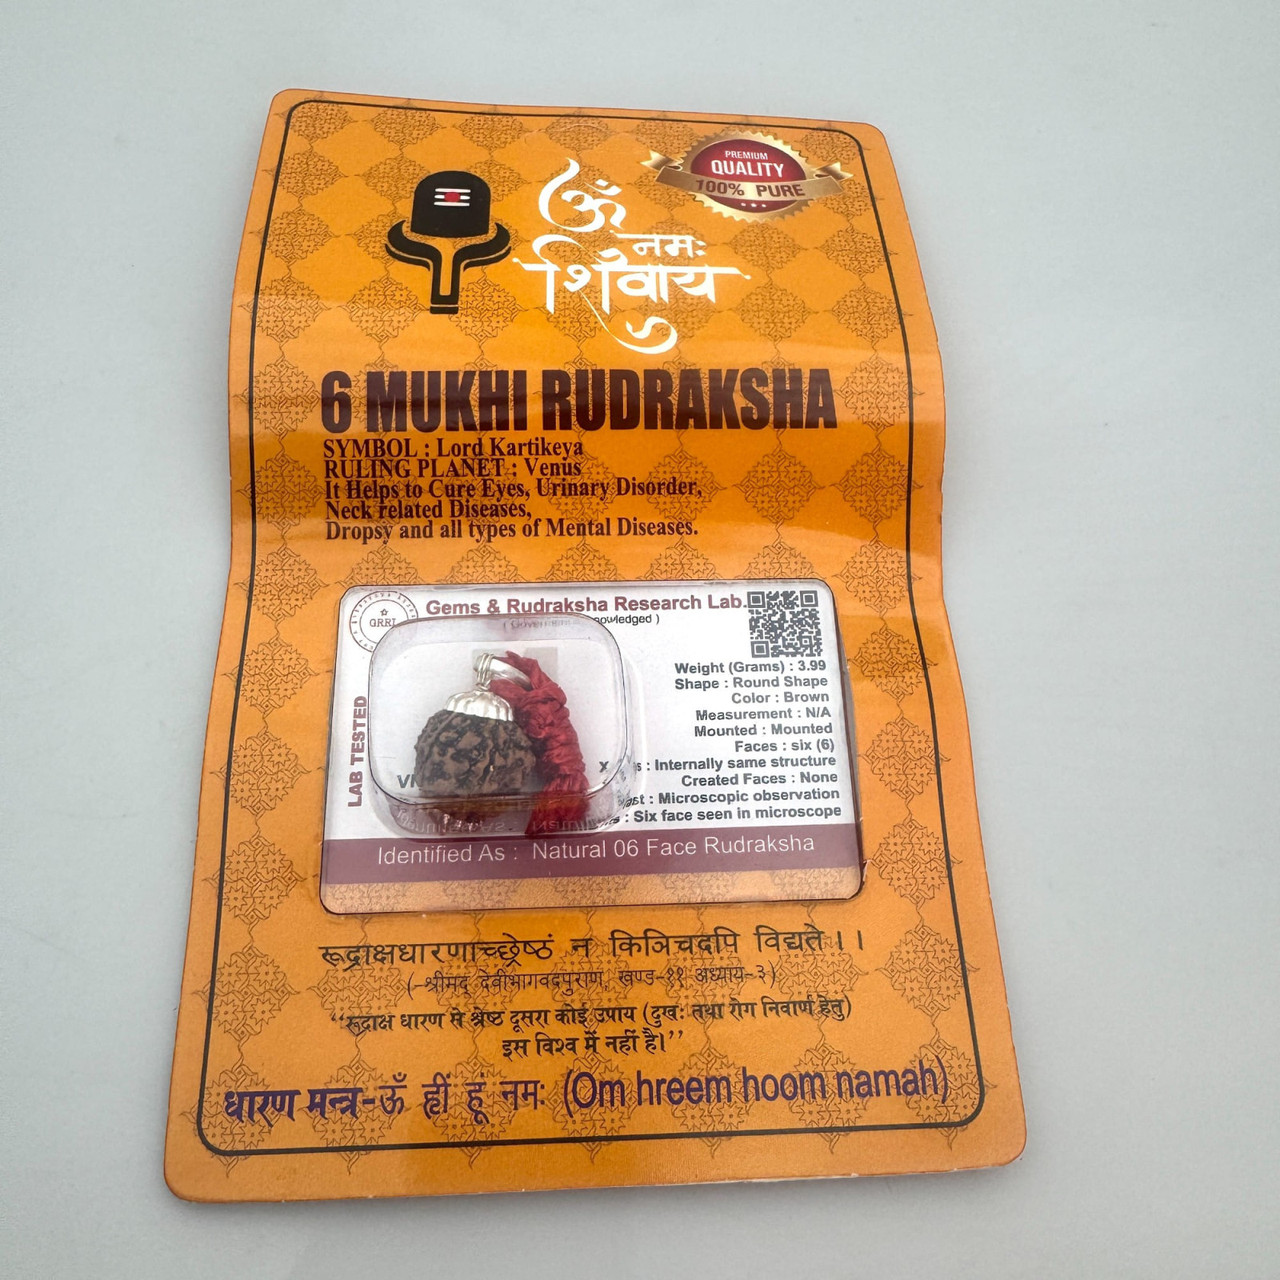 PREMIUM
QUALITY
100% PURE
ॐ
नमः
शिवाय
6 MUKHI RUDRAKSHA
SYMBOL : Lord Kartikeya
RULING PLANET : Venus
It Helps to Cure Eyes, Urinary Disorder,
Neck related Diseases,
Dropsy and all types of Mental Diseases.
GRRL
Gems & Rudraksha Research Lab.
LAB TESTED
Weight (Grams) : 3.99
Shape : Round Shape
Color : Brown
Measurement : N/A
Mounted : Mounted
Faces : six (6)
: Internally same structure
Created Faces : None
: Microscopic observation
: Six face seen in microscope
Identified As : Natural 06 Face Rudraksha
रूद्राक्षधारणाच्छ्रेष्ठं न किञिचदपि विद्यते।।
(-श्रीमद् देवीभागवदपुराण, खण्ड-११ अध्याय-३)
“रूद्राक्ष धारण से श्रेष्ठ दूसरा कोई उपाय (दुखः तथा रोग निवार्ण हेतु)
इस विश्व में नहीं है।”
धारण मन्त्र-ॐ ह्रीं हूं नमः (Om hreem hoom namah)